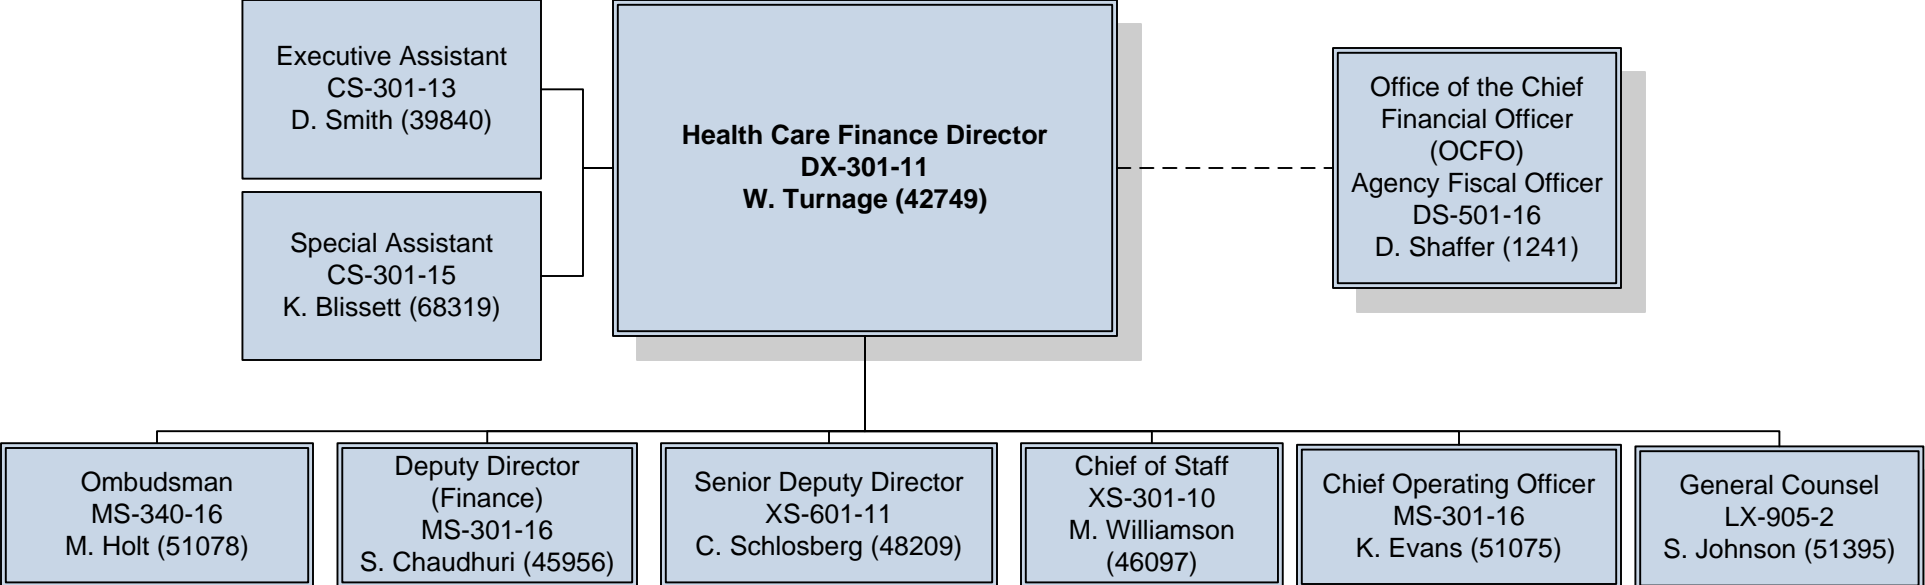 Executive Assistant
CS-301-13
D. Smith (39840)
Special Assistant
CS-301-15
K. Blissett (68319)
Health Care Finance Director
DX-301-11
W. Turnage (42749)
Office of the Chief
Financial Officer
(OCFO)
Agency Fiscal Officer
DS-501-16
D. Shaffer (1241)
Ombudsman
MS-340-16
M. Holt (51078)
Deputy Director
(Finance)
MS-301-16
S. Chaudhuri (45956)
Senior Deputy Director
XS-601-11
C. Schlosberg (48209)
Chief of Staff
XS-301-10
M. Williamson
(46097)
Chief Operating Officer
MS-301-16
K. Evans (51075)
General Counsel
LX-905-2
S. Johnson (51395)